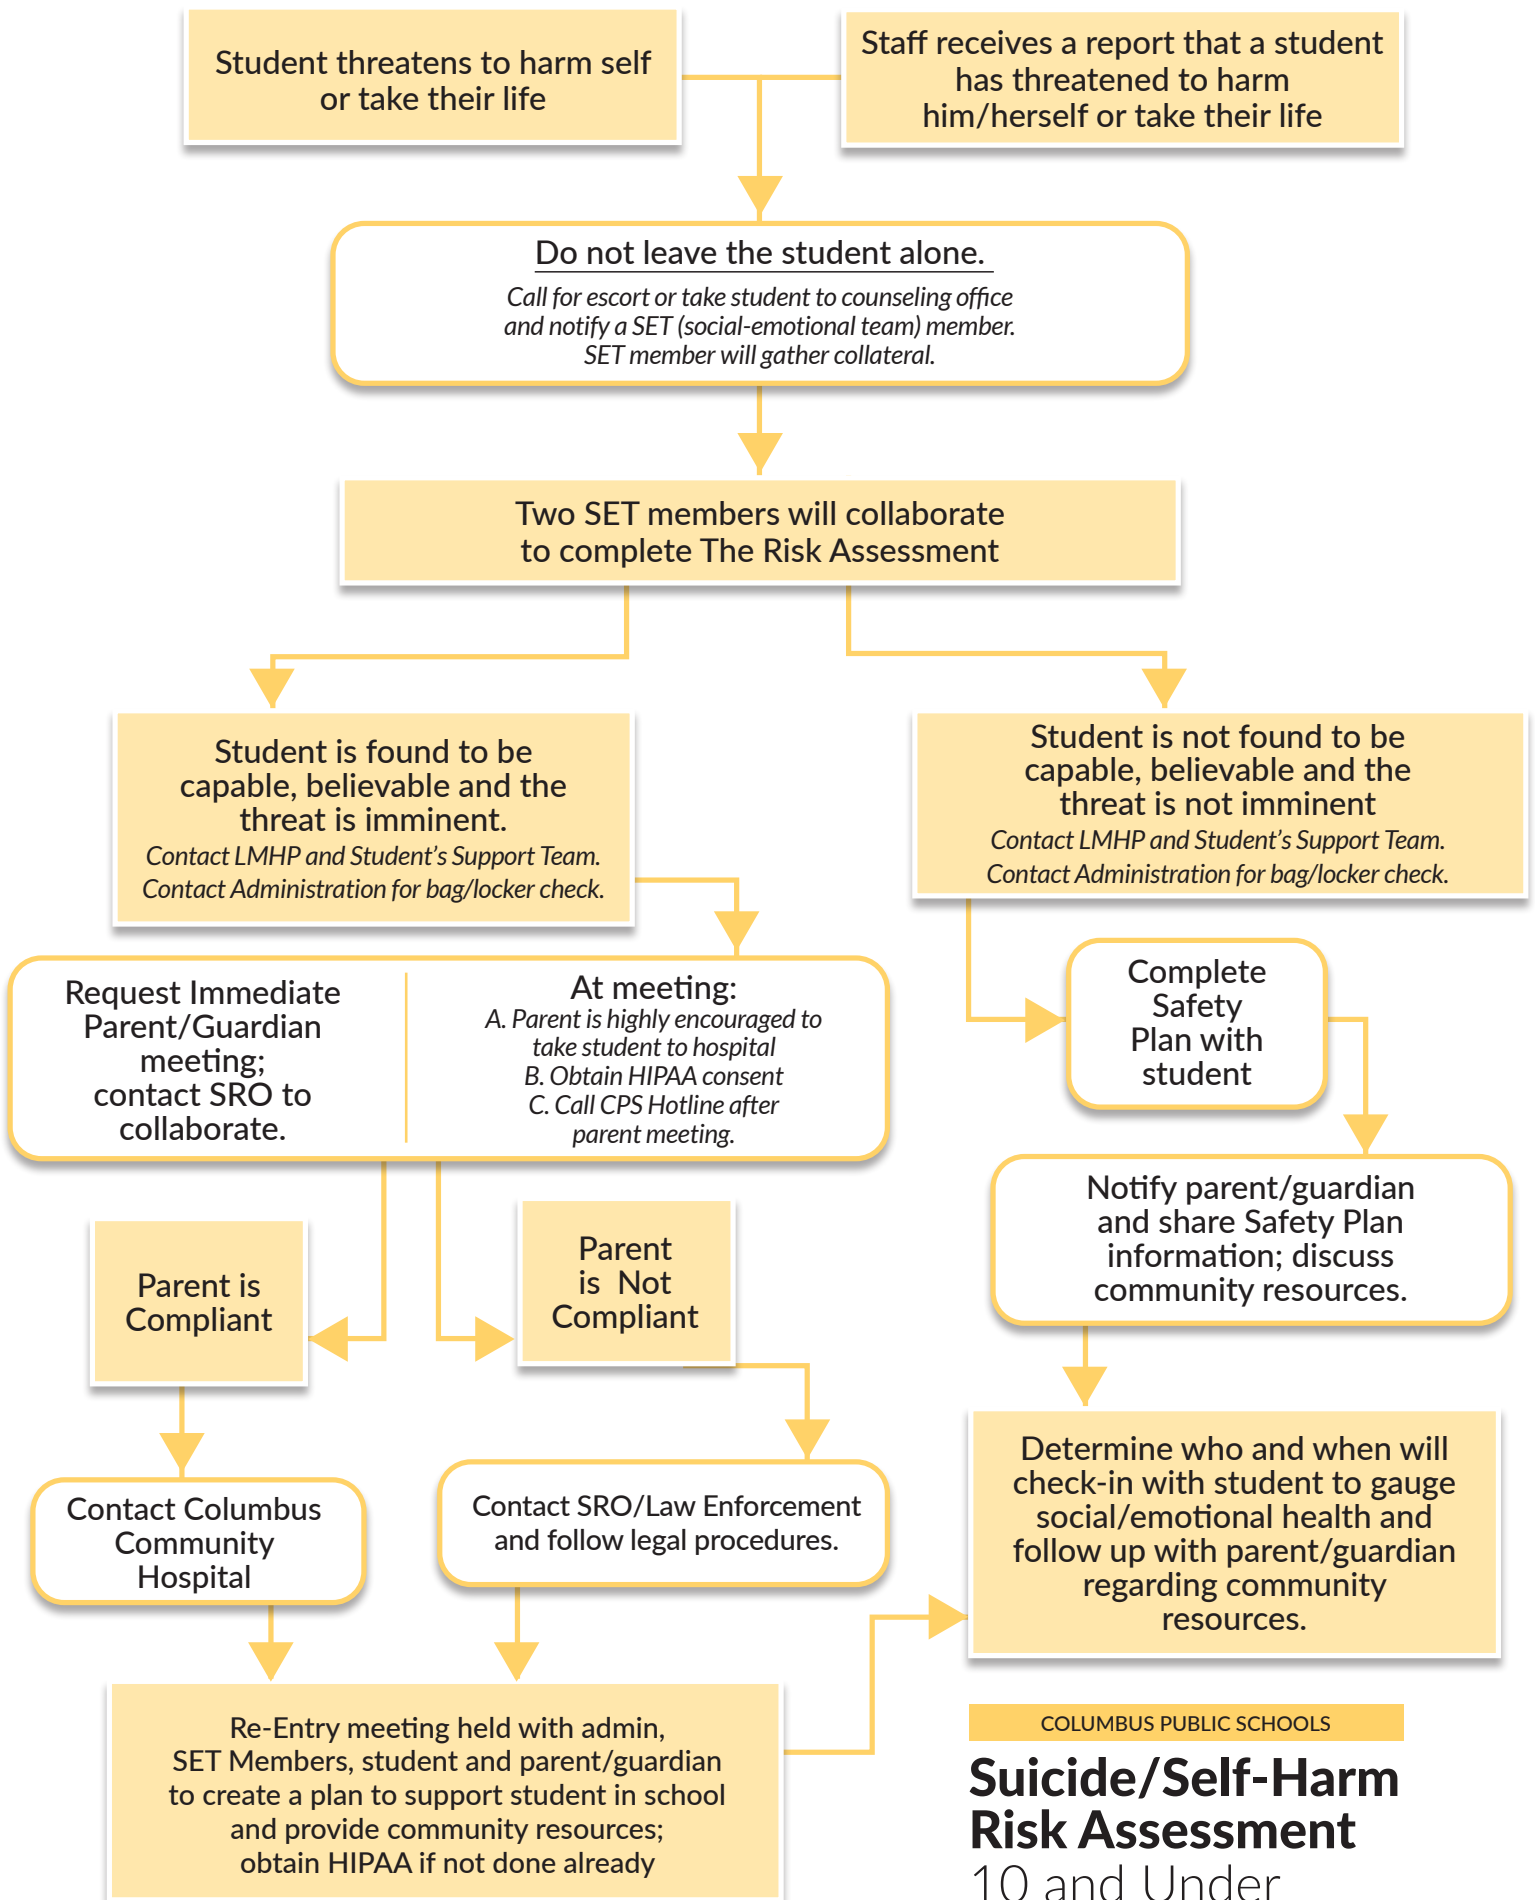 Student threatens to harm self
or take their life
Staff receives a report that a student
has threatened to harm
him/herself or take their life
Do not leave the student alone.
Call for escort or take student to counseling office
and notify a SET (social-emotional team) member.
SET member will gather collateral.
Two SET members will collaborate
to complete The Risk Assessment
Student is found to be
capable, believable and the
threat is imminent.
Contact LMHP and Student’s Support Team.
Contact Administration for bag/locker check.
Student is not found to be
capable, believable and the
threat is not imminent
Contact LMHP and Student’s Support Team.
Contact Administration for bag/locker check.
Request Immediate
Parent/Guardian
meeting;
contact SRO to
collaborate.
At meeting:
A. Parent is highly encouraged to
take student to hospital
B. Obtain HIPAA consent
C. Call CPS Hotline after
parent meeting.
Complete
Safety
Plan with
student
Notify parent/guardian
and share Safety Plan
information; discuss
community resources.
Parent is
Compliant
Parent
is Not
Compliant
Contact Columbus
Community
Hospital
Contact SRO/Law Enforcement
and follow legal procedures.
Determine who and when will
check-in with student to gauge
social/emotional health and
follow up with parent/guardian
regarding community
resources.
Re-Entry meeting held with admin,
SET Members, student and parent/guardian
to create a plan to support student in school
and provide community resources;
obtain HIPAA if not done already
COLUMBUS PUBLIC SCHOOLS
Suicide/Self-Harm
Risk Assessment
10 and Under